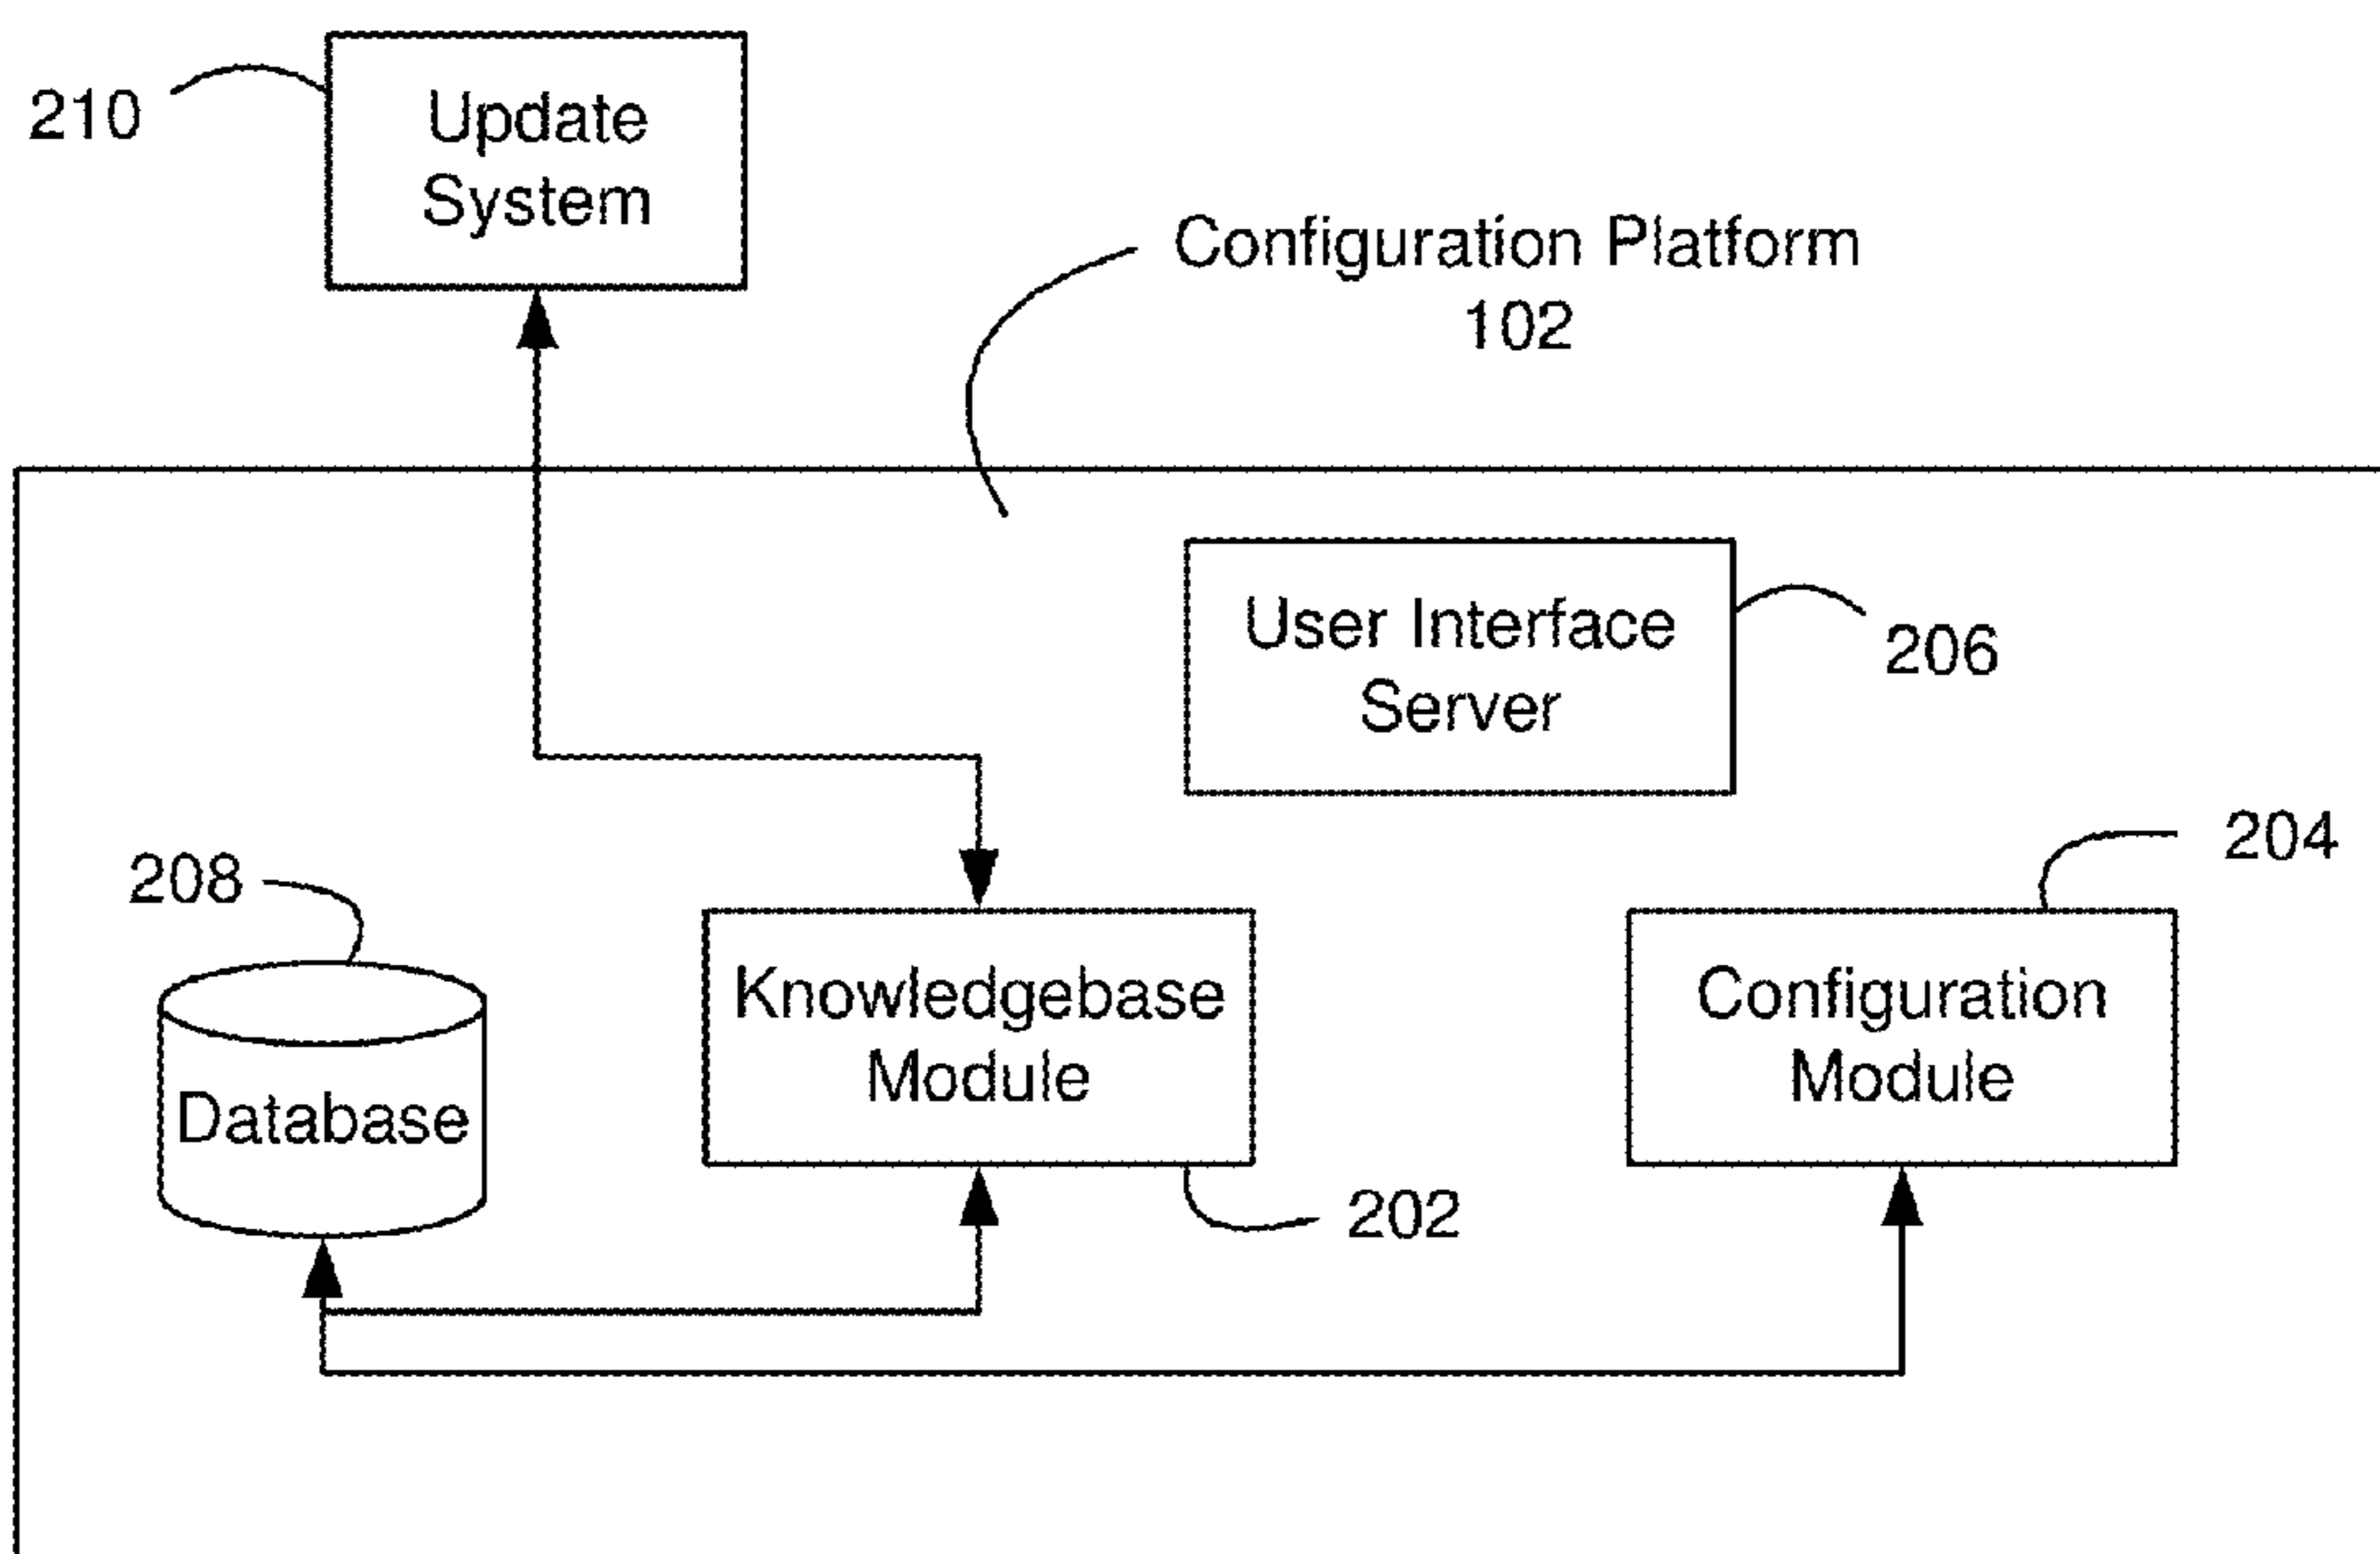 210
Update
System
Configuration Platform
102
User Interface
Server
206
204
208
Knowledgebase
Module
Configuration
Module
Database
202